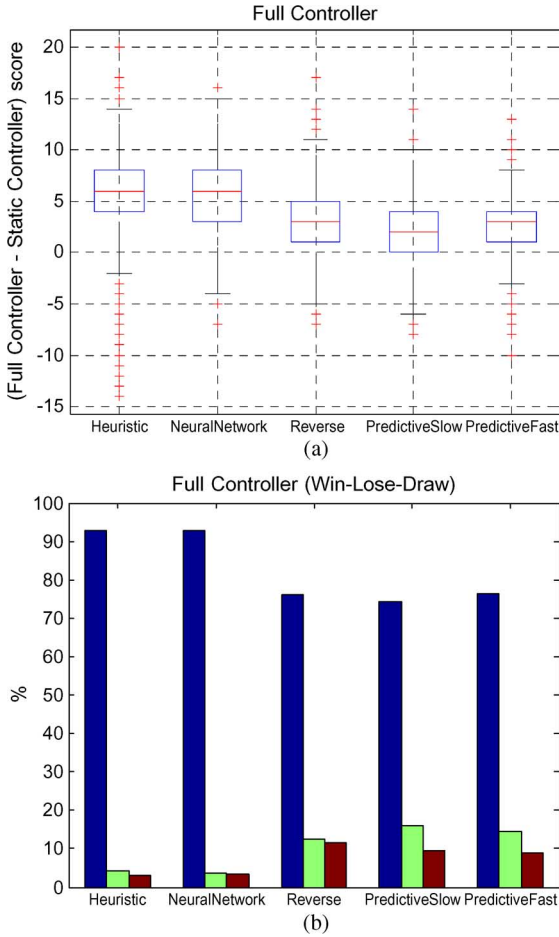 Full Controller
(Full Controller - Static Controller) score
20
15
10
5
0
-5
-10
-15
Heuristic NeuralNetwork Reverse PredictiveSlow PredictiveFast
(a)
Full Controller (Win-Lose-Draw)
%
100
90
80
70
60
50
40
30
20
10
0
Heuristic NeuralNetwork Reverse PredictiveSlow PredictiveFast
(b)